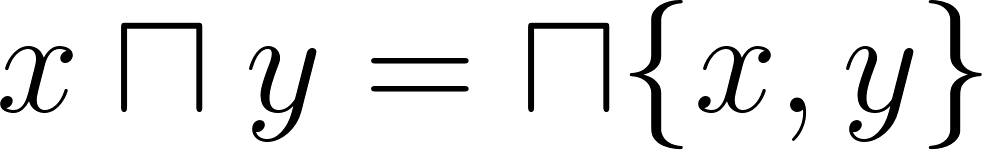 x ⊓ y = ⊓{x, y}